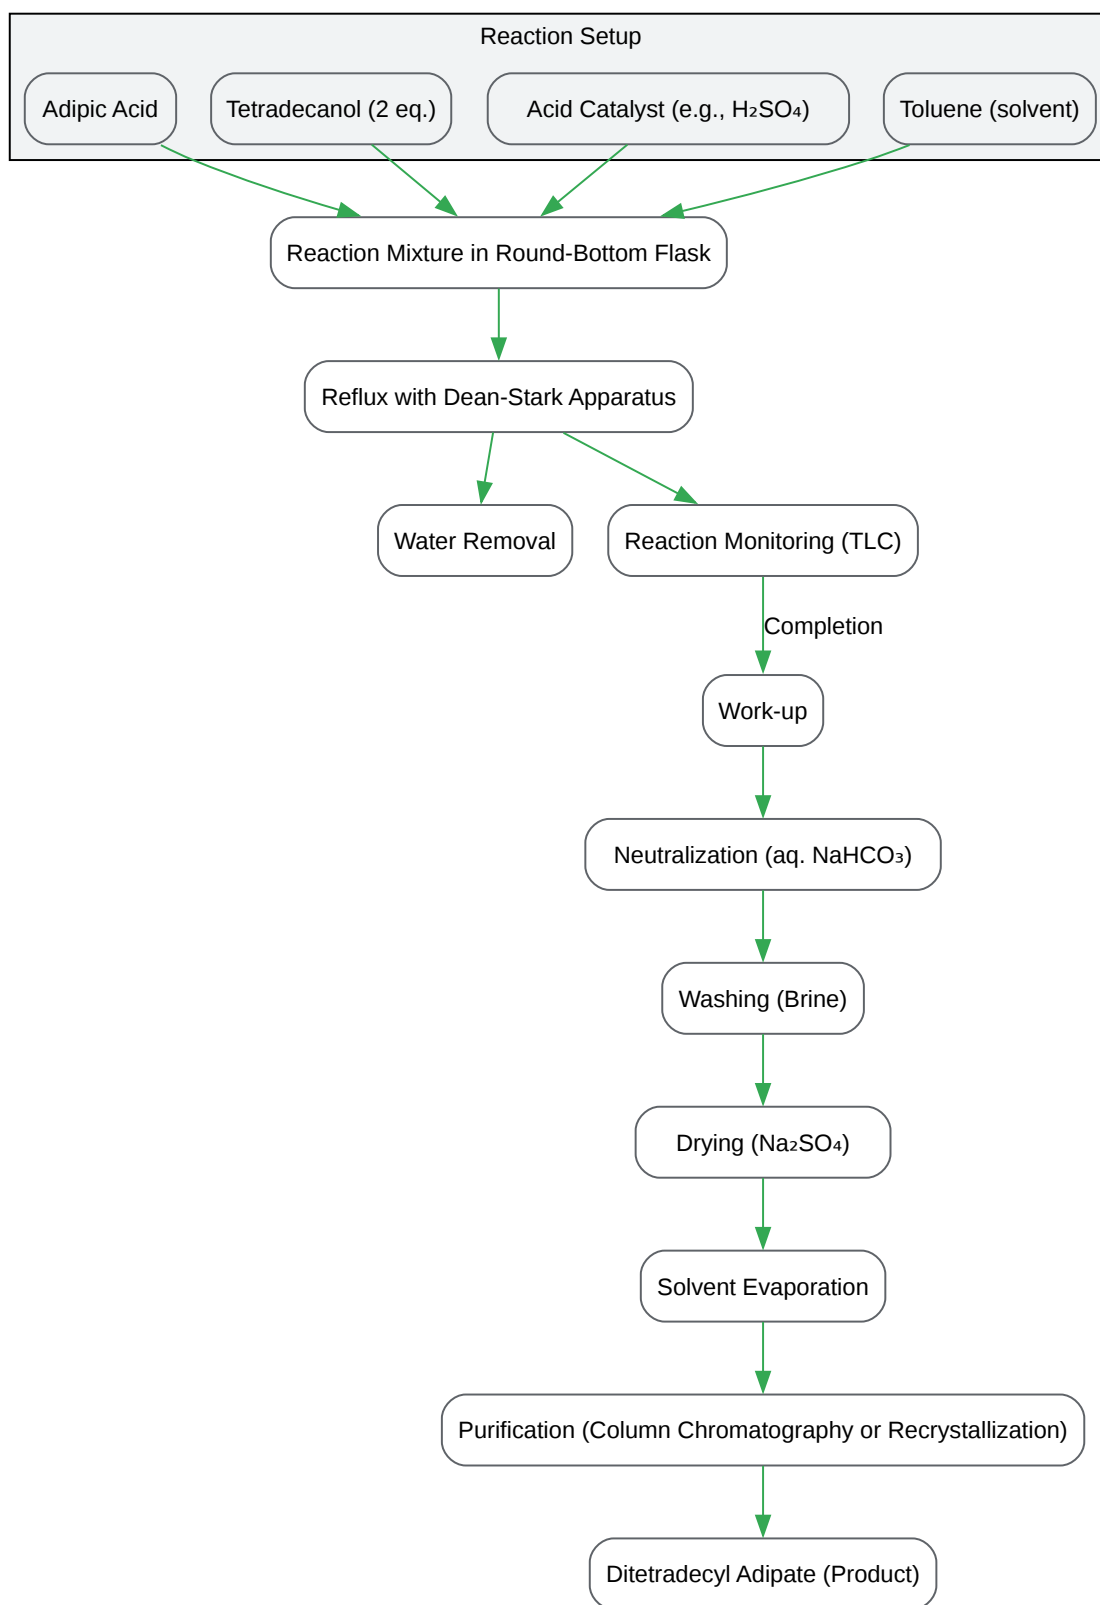 Reaction Setup
Adipic Acid
Tetradecanol (2 eq.)
Acid Catalyst (e.g., H₂SO₄)
Toluene (solvent)
Reaction Mixture in Round-Bottom Flask
Reflux with Dean-Stark Apparatus
Water Removal
Reaction Monitoring (TLC)
Completion
Work-up
Neutralization (aq. NaHCO₃)
Washing (Brine)
Drying (Na₂SO₄)
Solvent Evaporation
Purification (Column Chromatography or Recrystallization)
Ditetradecyl Adipate (Product)